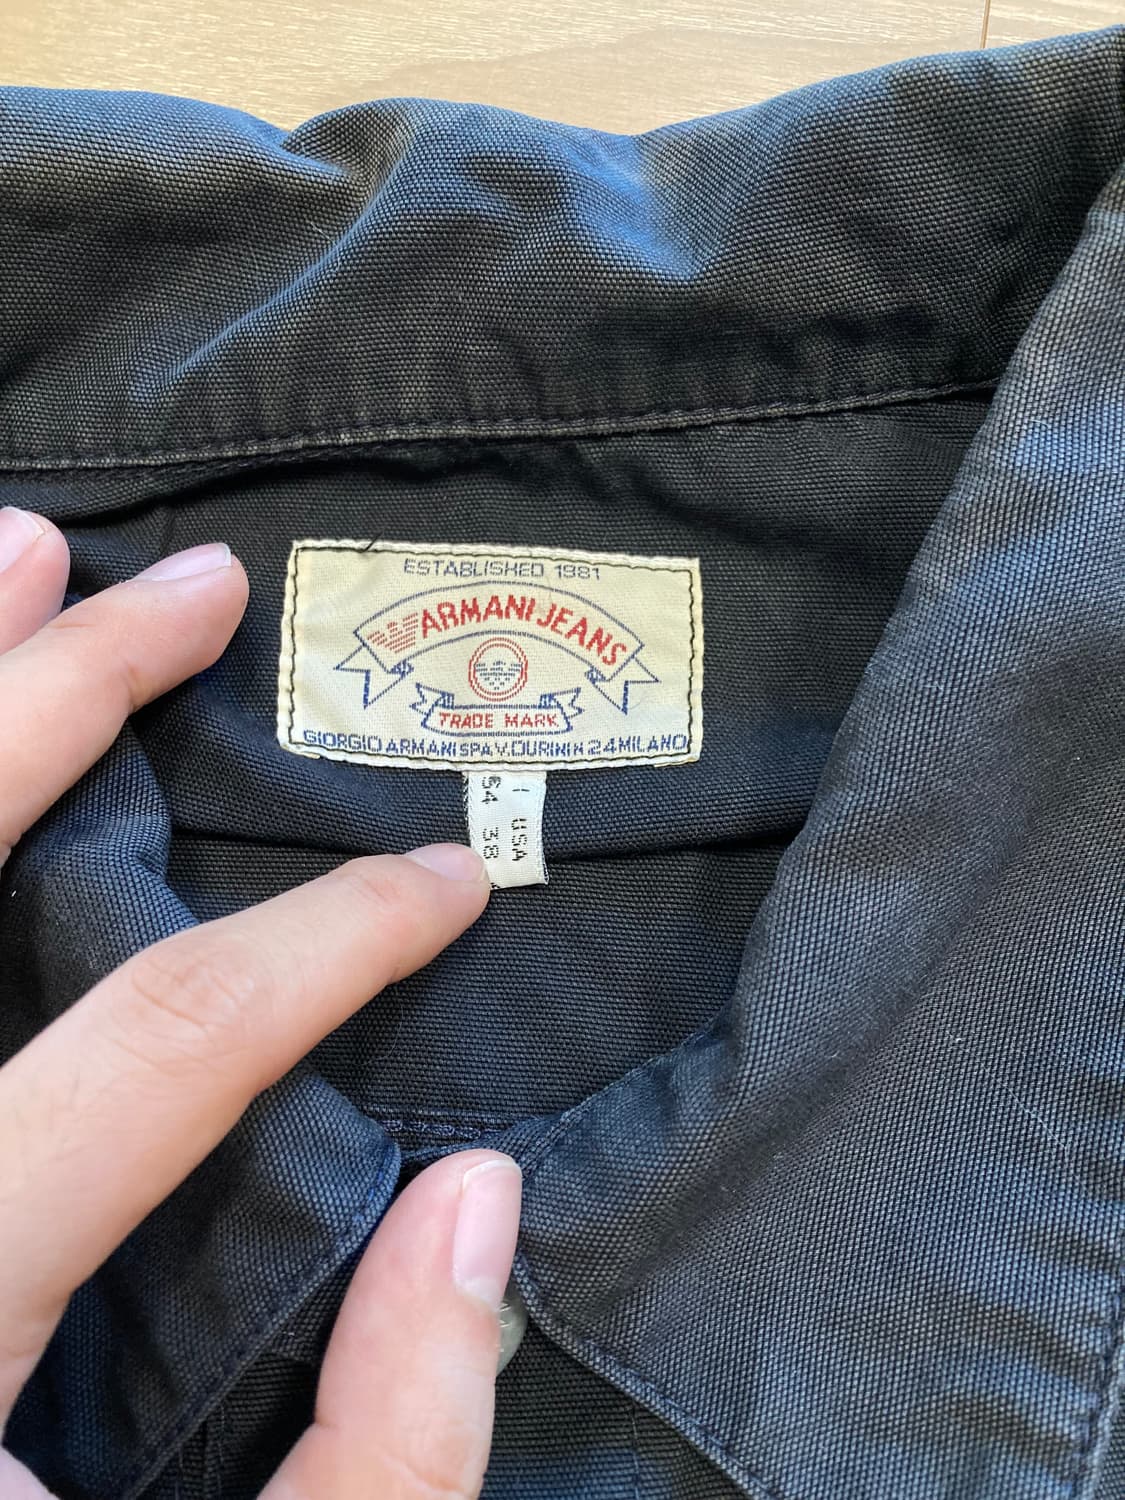 ESTABLISHED 1981
ARMANI JEANS
TRADE MARK
GIORGIO ARMANI SPA V. DURINI N 24 MILANO
I USA
54 38